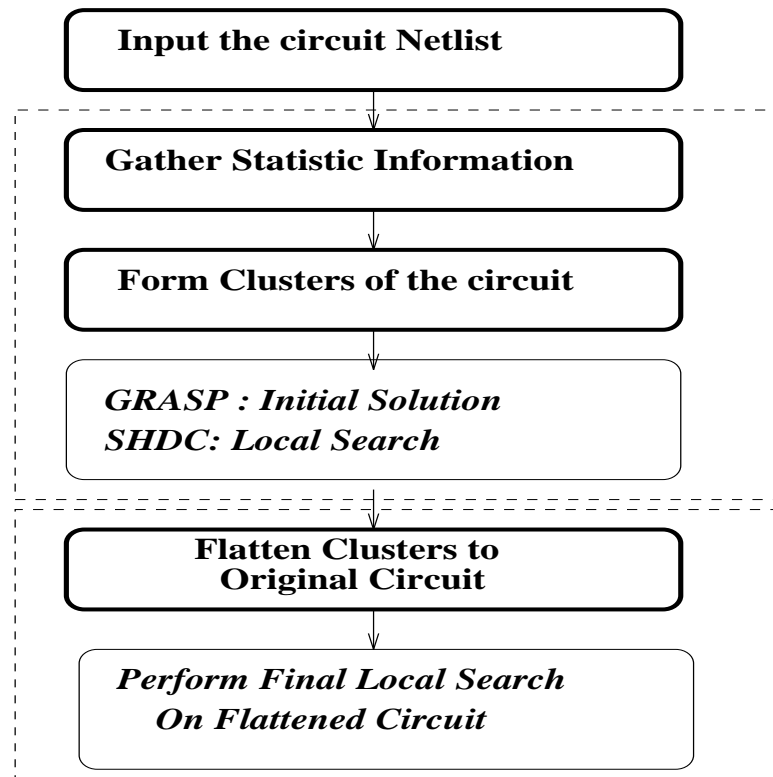 Input the circuit Netlist
Gather Statistic Information
Form Clusters of the circuit
GRASP : Initial Solution
SHDC: Local Search
Flatten Clusters to
Original Circuit
Perform Final Local Search
On Flattened Circuit